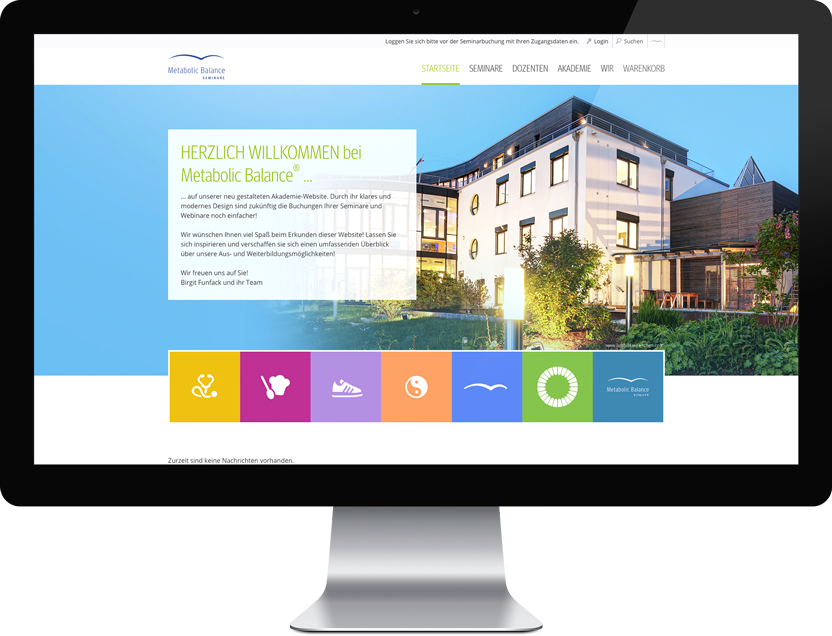 Loggen Sie sich bitte vor der Seminarbuchung mit Ihren Zugangsdaten ein. Login Suchen
Metabolic Balance
SEMINARE
STARTSEITE SEMINARE DOZENTEN AKADEMIE WIR WARENKORB
HERZLICH WILLKOMMEN bei
Metabolic Balance® ...
... auf unserer neu gestalteten Akademie-Website. Durch ihr klares und
modernes Design sind zukünftig die Buchungen Ihrer Seminare und
Webinare noch einfacher!
Wir wünschen Ihnen viel Spaß beim Erkunden dieser Website! Lassen Sie
sich inspirieren und verschaffen sie sich einen umfassenden Überblick
über unsere Aus- und Weiterbildungsmöglichkeiten!
Wir freuen uns auf Sie!
Birgit Funfack und ihr Team
Metabolic Balance
Zurzeit sind keine Nachrichten vorhanden.